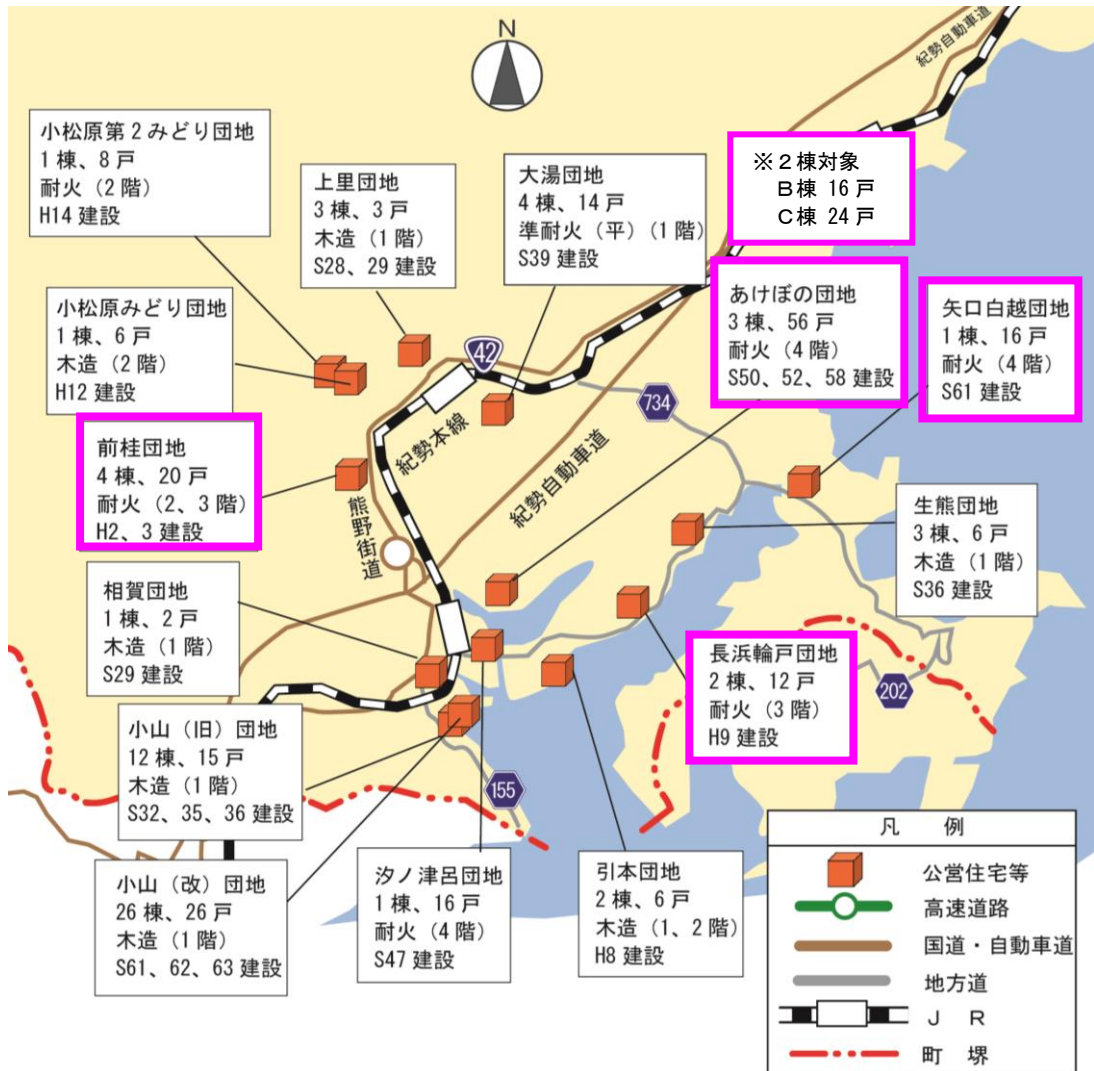 N
紀勢自動車道
小松原第２みどり団地
1 棟、8 戸
耐火（2 階）
H14 建設
上里団地
3 棟、3 戸
木造（1 階）
S28、29 建設
大湯団地
4 棟、14 戸
準耐火（平）（1 階）
S39 建設
※２棟対象
Ｂ棟 16 戸
Ｃ棟 24 戸
小松原みどり団地
1 棟、6 戸
木造（2 階）
H12 建設
あけぼの団地
3 棟、56 戸
耐火（4 階）
S50、52、58 建設
矢口白越団地
1 棟、16 戸
耐火（4 階）
S61 建設
42
734
紀勢本線
紀勢自動車道
熊野街道
前桂団地
4 棟、20 戸
耐火（2、3 階）
H2、3 建設
生熊団地
3 棟、6 戸
木造（1 階）
S36 建設
相賀団地
1 棟、2 戸
木造（1 階）
S29 建設
長浜輪戸団地
2 棟、12 戸
耐火（3 階）
H9 建設
202
小山（旧）団地
12 棟、15 戸
木造（1 階）
S32、35、36 建設
155
小山（改）団地
26 棟、26 戸
木造（1 階）
S61、62、63 建設
汐ノ津呂団地
1 棟、16 戸
耐火（4 階）
S47 建設
引本団地
2 棟、6 戸
木造（1、2 階）
H8 建設
凡　例
公営住宅等
高速道路
国道・自動車道
地方道
Ｊ　Ｒ
町　堺